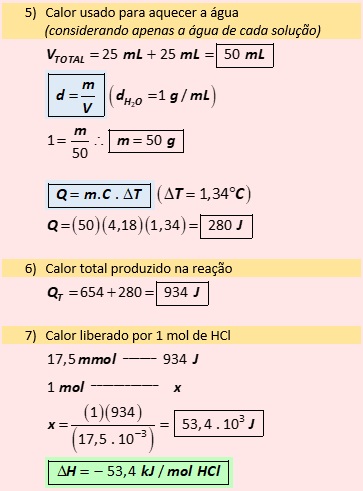 5) Calor usado para aquecer a água
(considerando apenas a água de cada solução)
V_TOTAL = 25 mL + 25 mL = 50 mL
d = m/V (d_H₂O = 1 g / mL)
1 = m/50 ∴ m = 50 g
Q = m.C . ΔT (ΔT = 1,34°C)
Q = (50)(4,18)(1,34) = 280 J
6) Calor total produzido na reação
Q_T = 654 + 280 = 934 J
7) Calor liberado por 1 mol de HCl
17,5 mmol ——— 934 J
1 mol ————— x
x = (1)(934)/(17,5 . 10⁻³) = 53,4 . 10³ J
ΔH = − 53,4 kJ / mol HCl